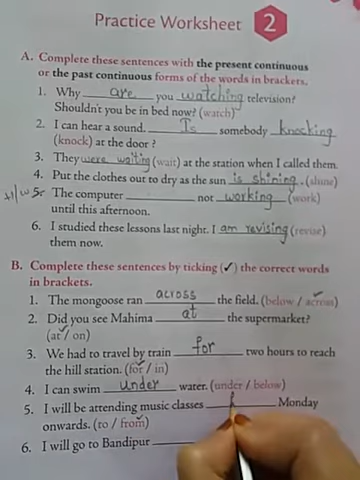 Practice Worksheet 2
A. Complete these sentences with the present continuous
or the past continuous forms of the words in brackets.
1. Why are you watching television?
Shouldn't you be in bed now? (watch)
2. I can hear a sound. Is somebody knocking
(knock) at the door ?
3. They were waiting (wait) at the station when I called them.
4. Put the clothes out to dry as the sun is shining. (shine)
5. The computer ________ not working (work)
until this afternoon.
6. I studied these lessons last night. I am revising (revise)
them now.
B. Complete these sentences by ticking (✓) the correct words
in brackets.
1. The mongoose ran across the field. (below / across)
2. Did you see Mahima at the supermarket?
(at / on)
3. We had to travel by train for two hours to reach
the hill station. (for / in)
4. I can swim under water. (under / below)
5. I will be attending music classes ________ Monday
onwards. (to / from)
6. I will go to Bandipur